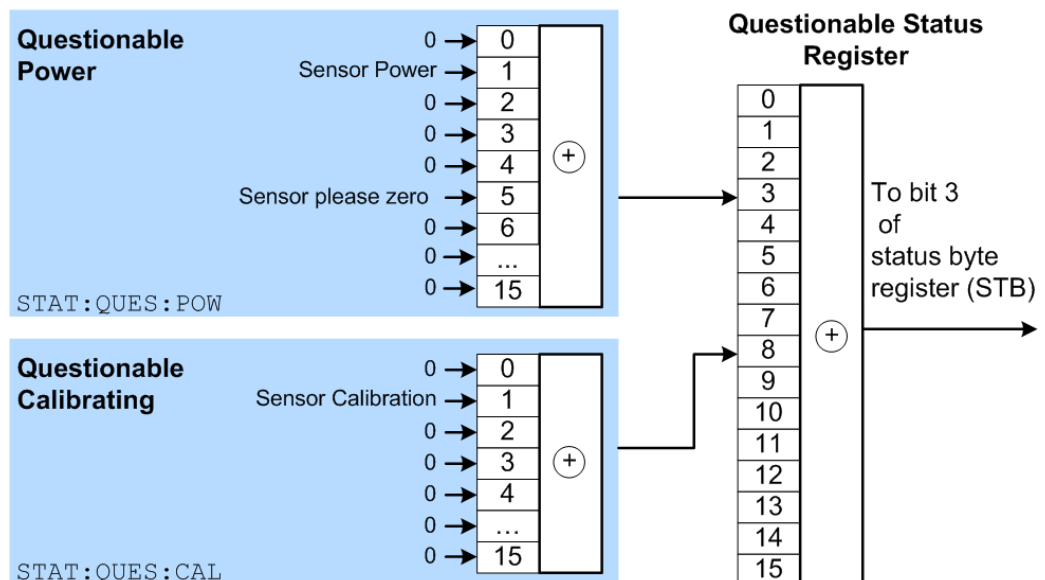 Questionable
Power
0 0
Sensor Power 1
0 2
0 3
0 4
Sensor please zero 5
0 6
0 ...
0 15
+
STAT:QUES:POW
Questionable
Calibrating
0 0
Sensor Calibration 1
0 2
0 3
0 4
0 ...
0 15
+
STAT:QUES:CAL
Questionable Status
Register
0
1
2
3
4
5
6
7
8
9
10
11
12
13
14
15
+
To bit 3
of
status byte
register (STB)